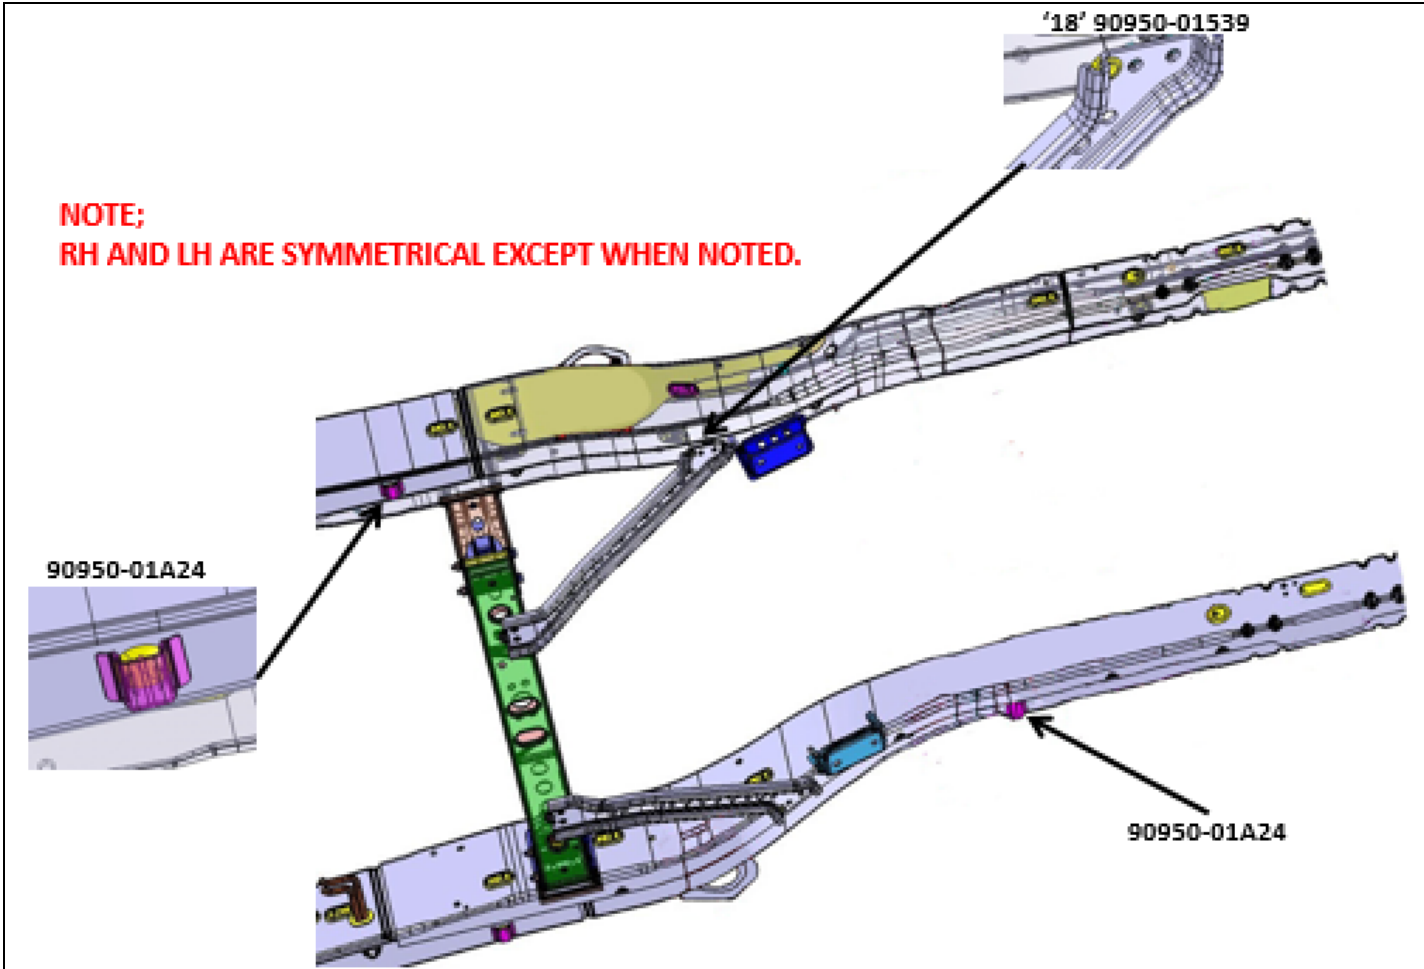 ‘18’ 90950-01539
NOTE;
RH AND LH ARE SYMMETRICAL EXCEPT WHEN NOTED.
90950-01A24
90950-01A24